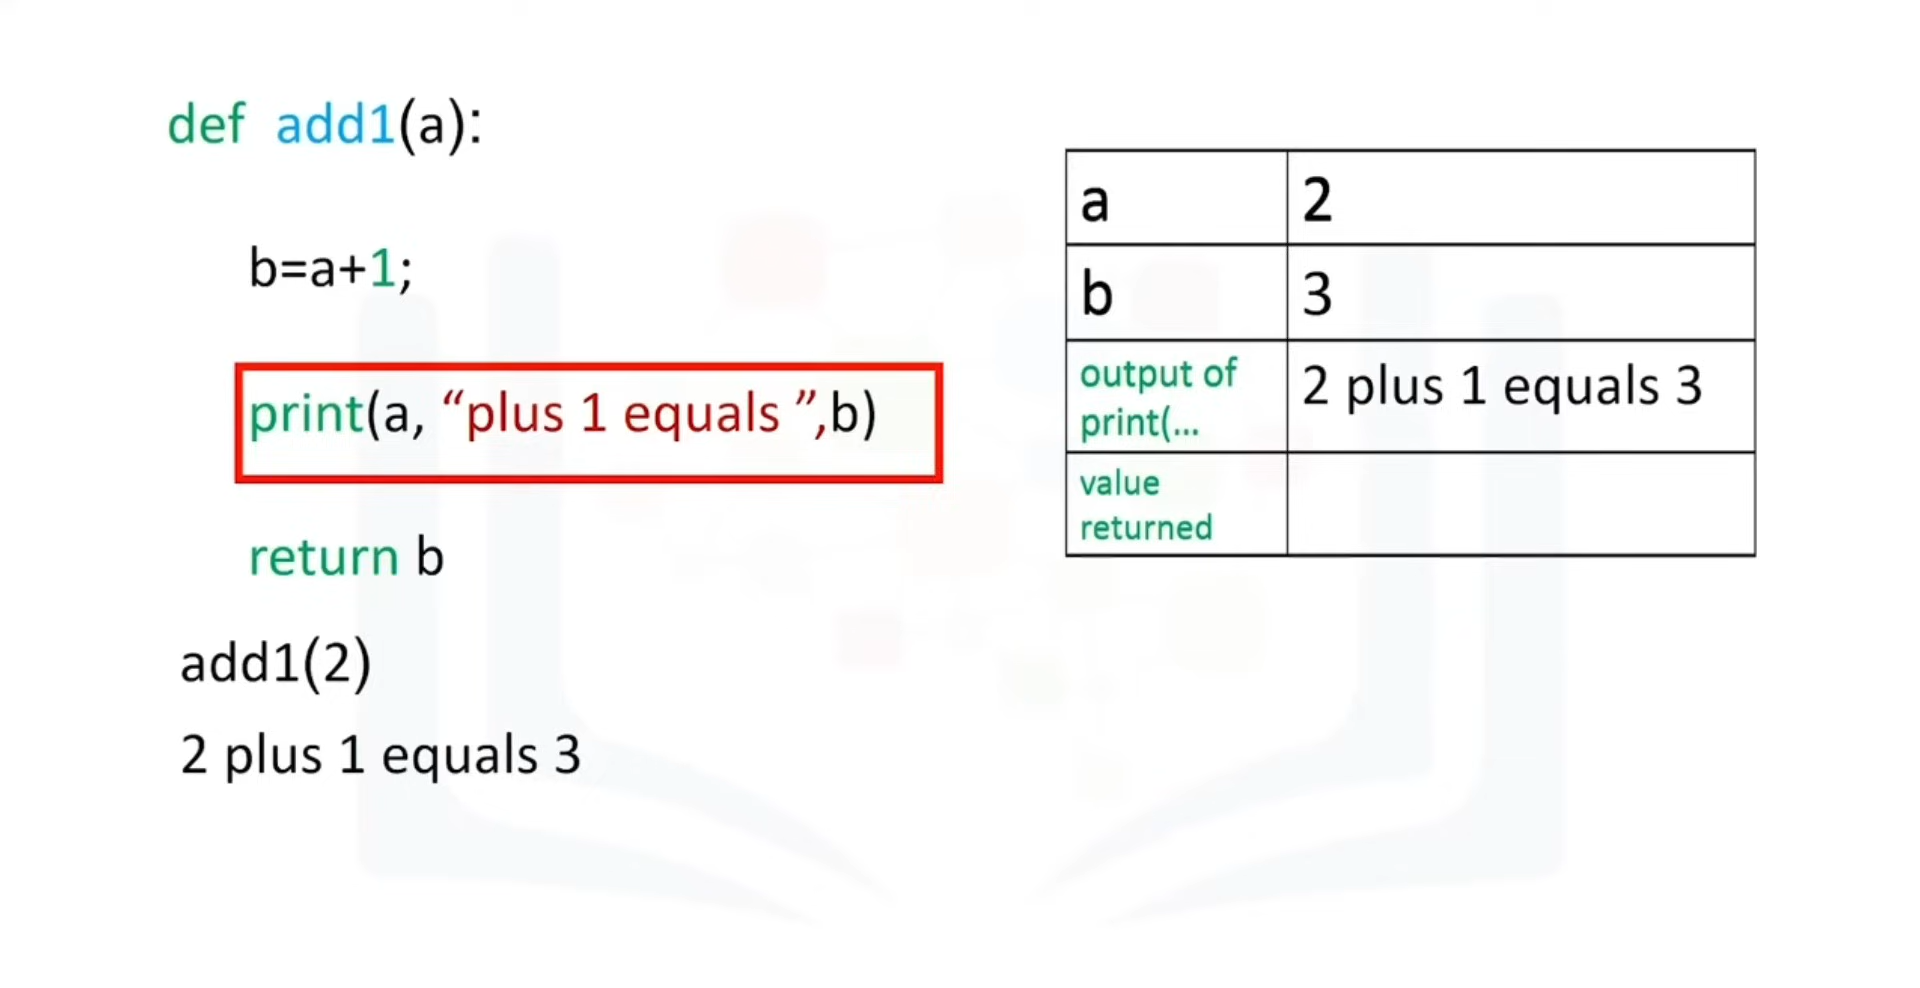 def add1(a):
b=a+1;
print(a, “plus 1 equals ”,b)
return b
add1(2)
2 plus 1 equals 3
a 2
b 3
output of
print(... 2 plus 1 equals 3
value
returned